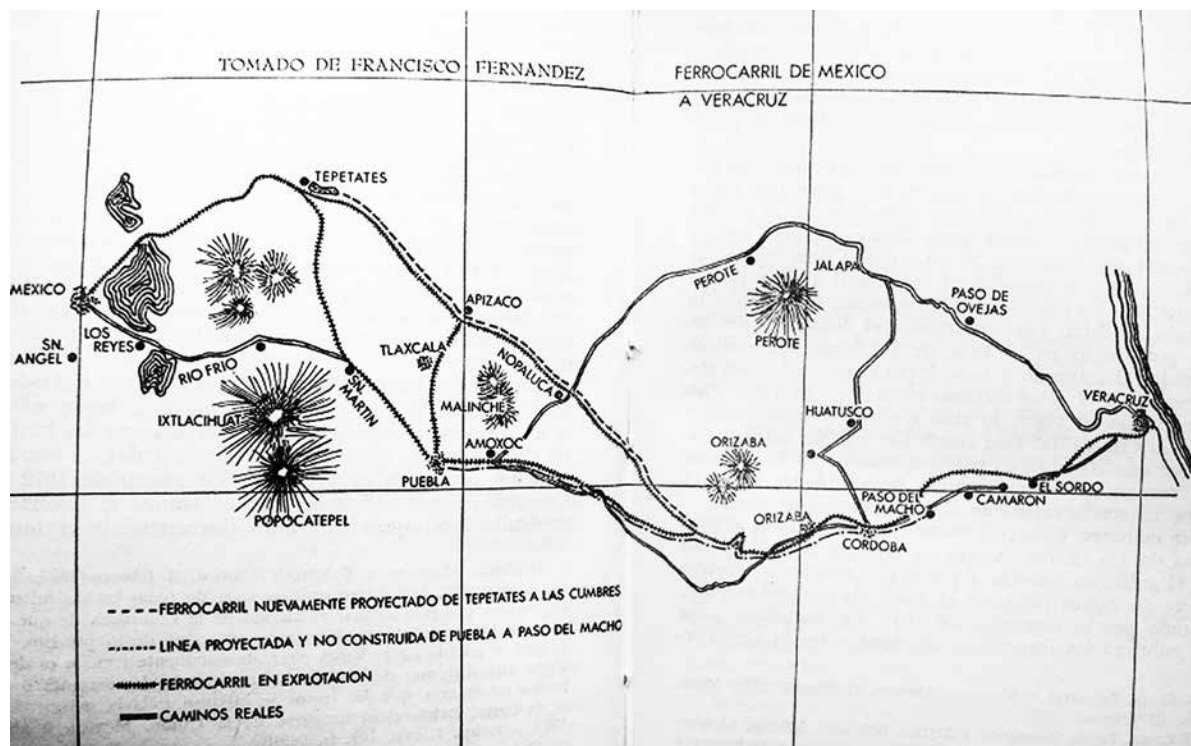 TOMADO DE FRANCISCO FERNANDEZ
FERROCARRIL DE MEXICO
A VERACRUZ
TEPETATES
MEXICO
LOS
REYES
SN.
ANGEL
RIO FRIO
IXTLACIHUAT
POPOCATEPEL
SN.
MARTIN
TLAXCALA
APIZACO
MALINCHE
NOPALUCA
AMOXOC
PUEBLA
PEROTE
PEROTE
JALAPA
PASO DE
OVEJAS
HUATUSCO
VERACRUZ
ORIZABA
ORIZABA
PASO DEL
MACHO
CORDOBA
CAMARON
EL SORDO
FERROCARRIL NUEVAMENTE PROYECTADO DE TEPETATES A LAS CUMBRES
LINEA PROYECTADA Y NO CONSTRUIDA DE PUEBLA A PASO DEL MACHO
FERROCARRIL EN EXPLOTACION
CAMINOS REALES